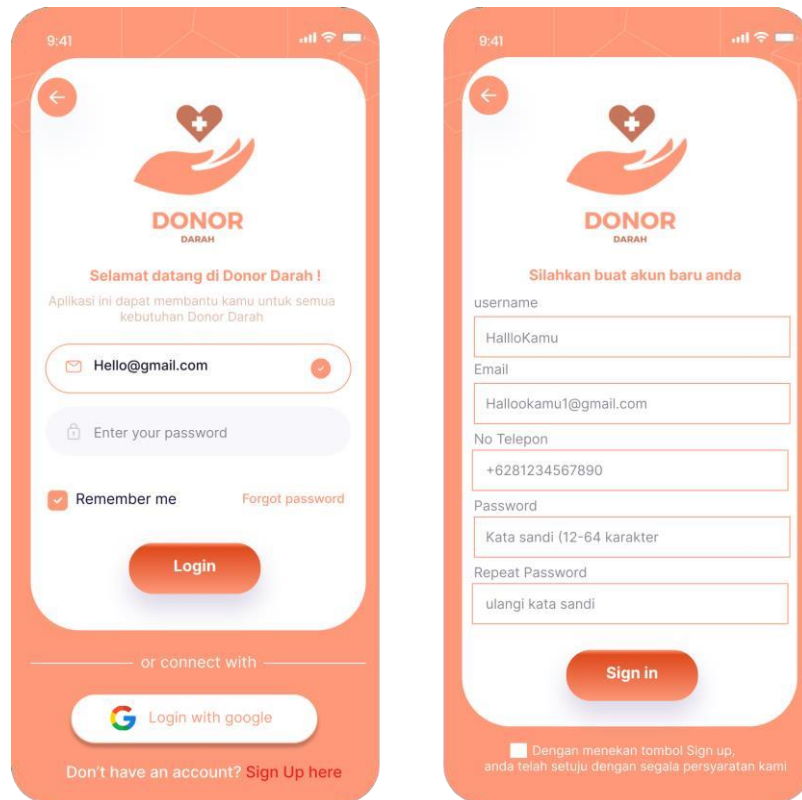 9:41
DONOR
DARAH
Selamat datang di Donor Darah !
Aplikasi ini dapat membantu kamu untuk semua
kebutuhan Donor Darah
Hello@gmail.com
Enter your password
Remember me
Forgot password
Login
or connect with
Login with google
Don't have an account? Sign Up here
9:41
DONOR
DARAH
Silahkan buat akun baru anda
username
HallloKamu
Email
Hallookamu1@gmail.com
No Telepon
+6281234567890
Password
Kata sandi (12-64 karakter
Repeat Password
ulangi kata sandi
Sign in
Dengan menekan tombol Sign up,
anda telah setuju dengan segala persyaratan kami